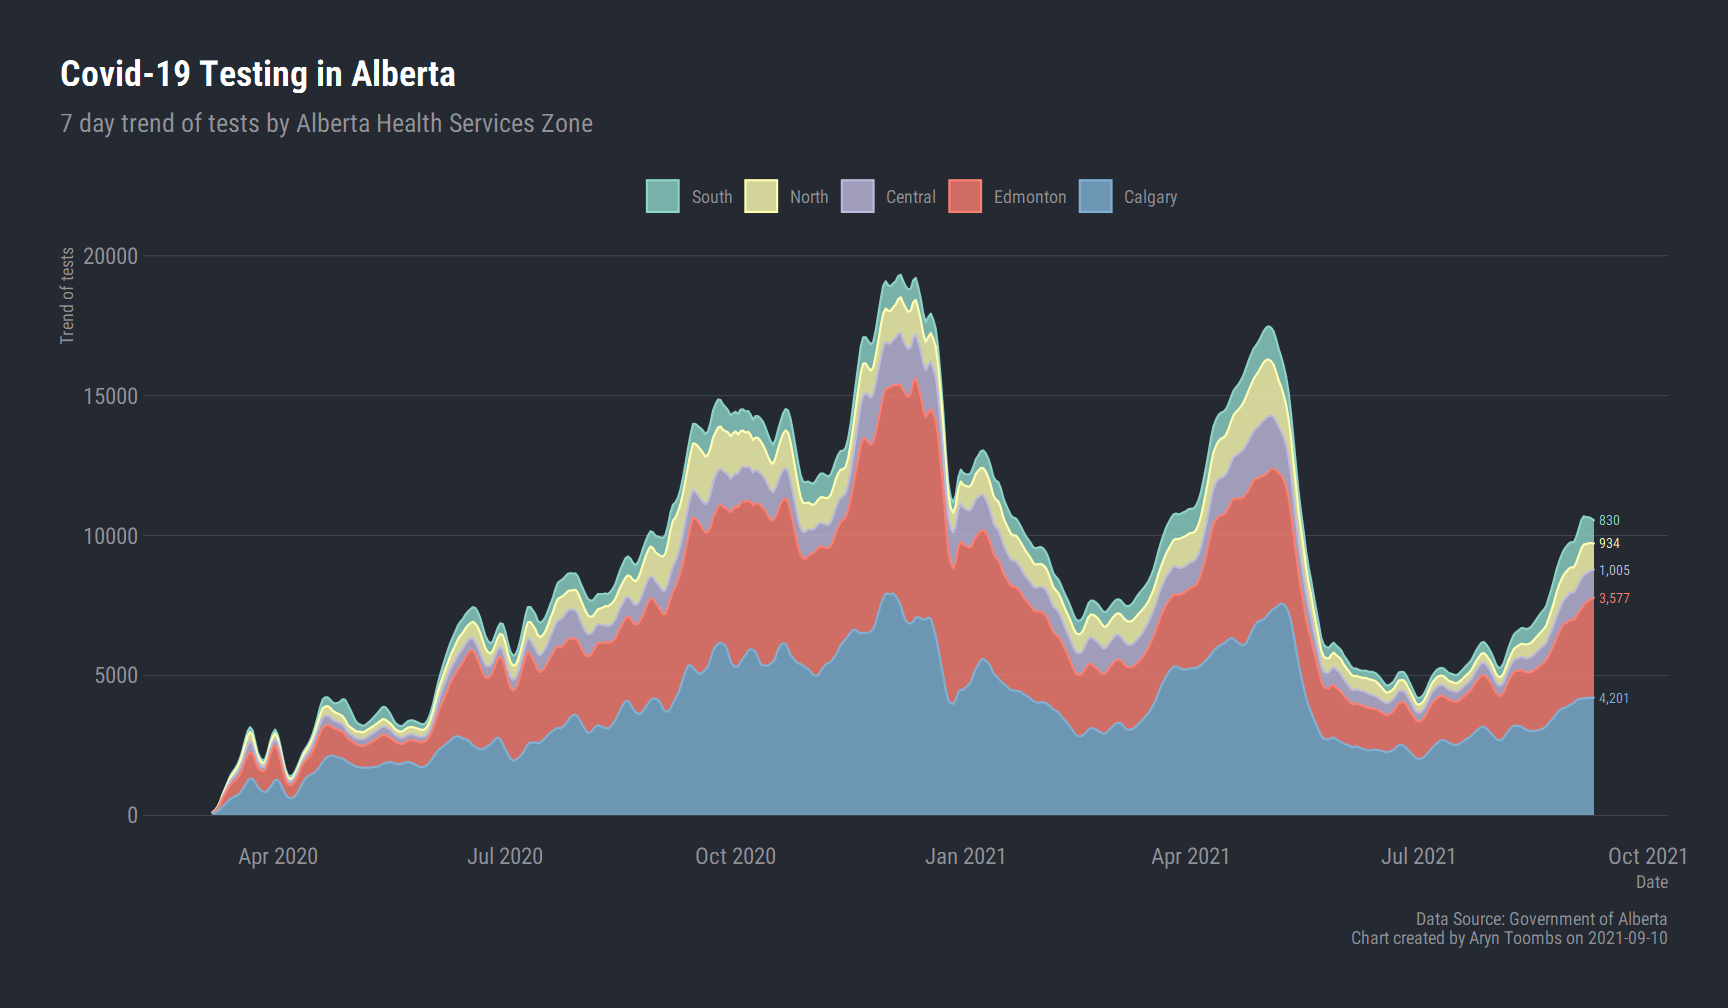 Covid-19 Testing in Alberta
7 day trend of tests by Alberta Health Services Zone
South North Central Edmonton Calgary
Trend of tests
20000
15000
10000
5000
0
830
934
1,005
3,577
4,201
Apr 2020 Jul 2020 Oct 2020 Jan 2021 Apr 2021 Jul 2021 Oct 2021
Date
Data Source: Government of Alberta
Chart created by Aryn Toombs on 2021-09-10